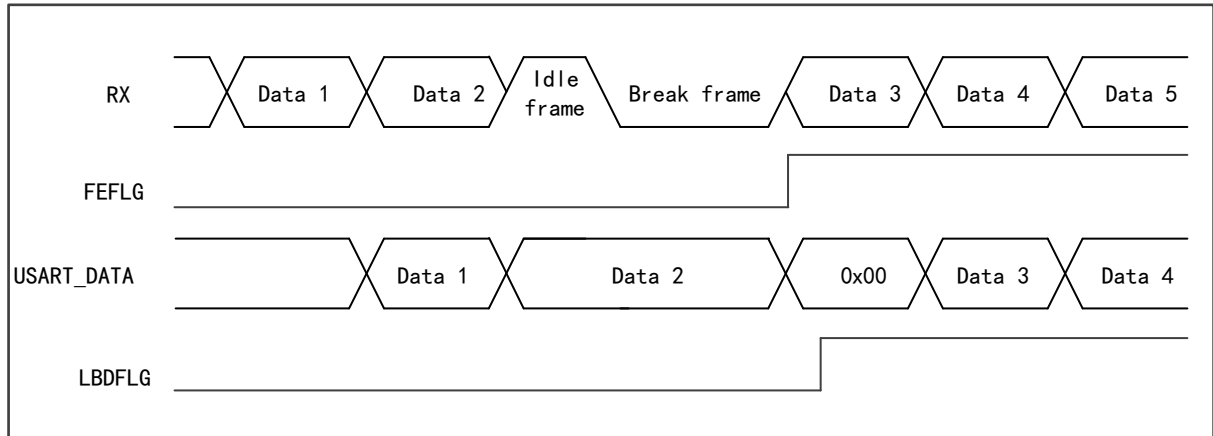 RX
Data 1
Data 2
Idle
frame
Break frame
Data 3
Data 4
Data 5
FEFLG
USART_DATA
Data 1
Data 2
0x00
Data 3
Data 4
LBDFLG